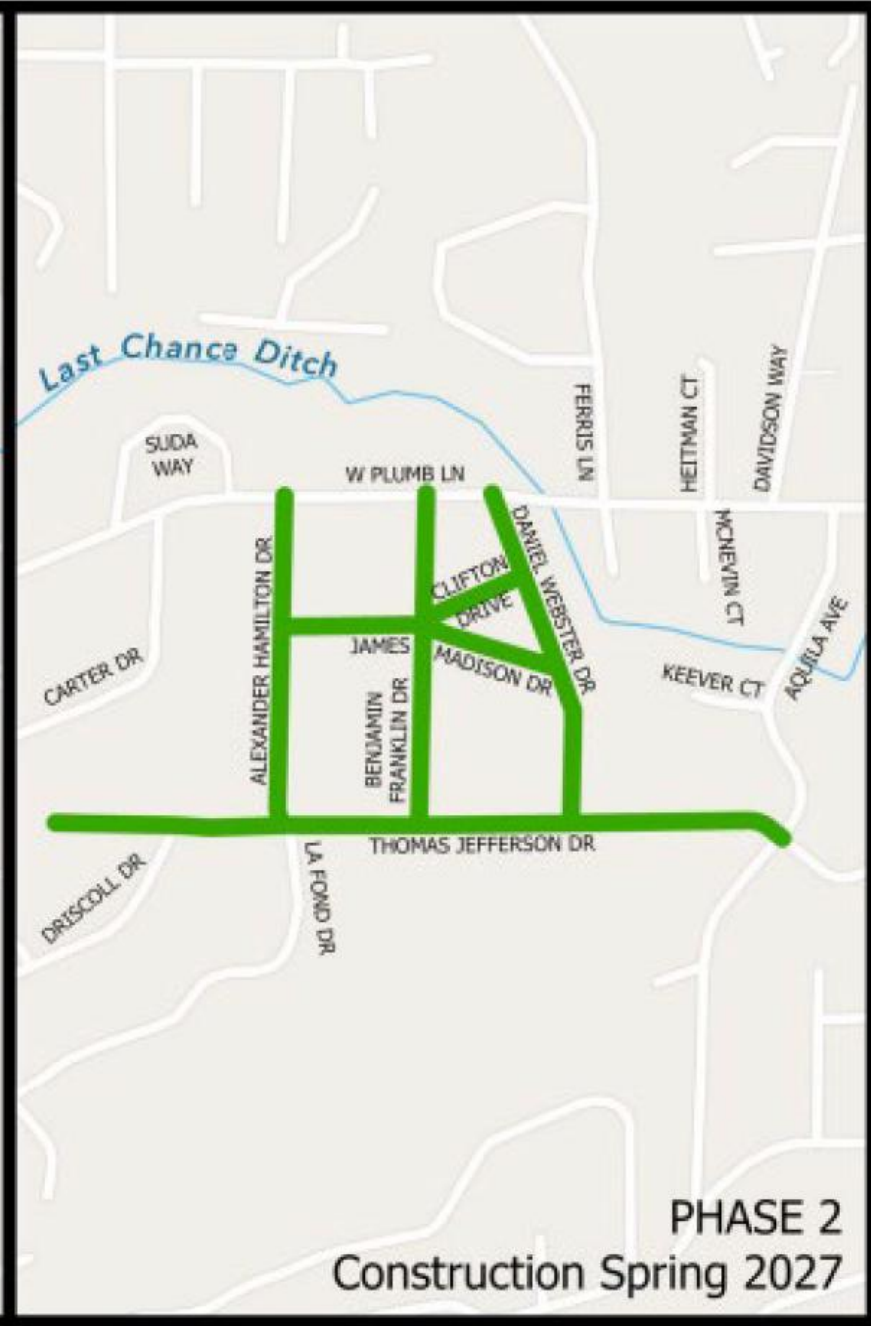 Last Chance Ditch
SUDA
WAY
W PLUMB LN
FERRIS LN
HEITMAN CT
DAVIDSON WAY
MCNEVIN CT
ALEXANDER HAMILTON DR
CLIFTON
DRIVE
DANIEL WEBSTER DR
JAMES
MADISON DR
BENJAMIN
FRANKLIN DR
CARTER DR
KEEVER CT
AQUILA AVE
THOMAS JEFFERSON DR
DRISCOLL DR
LA FOND DR
PHASE 2
Construction Spring 2027